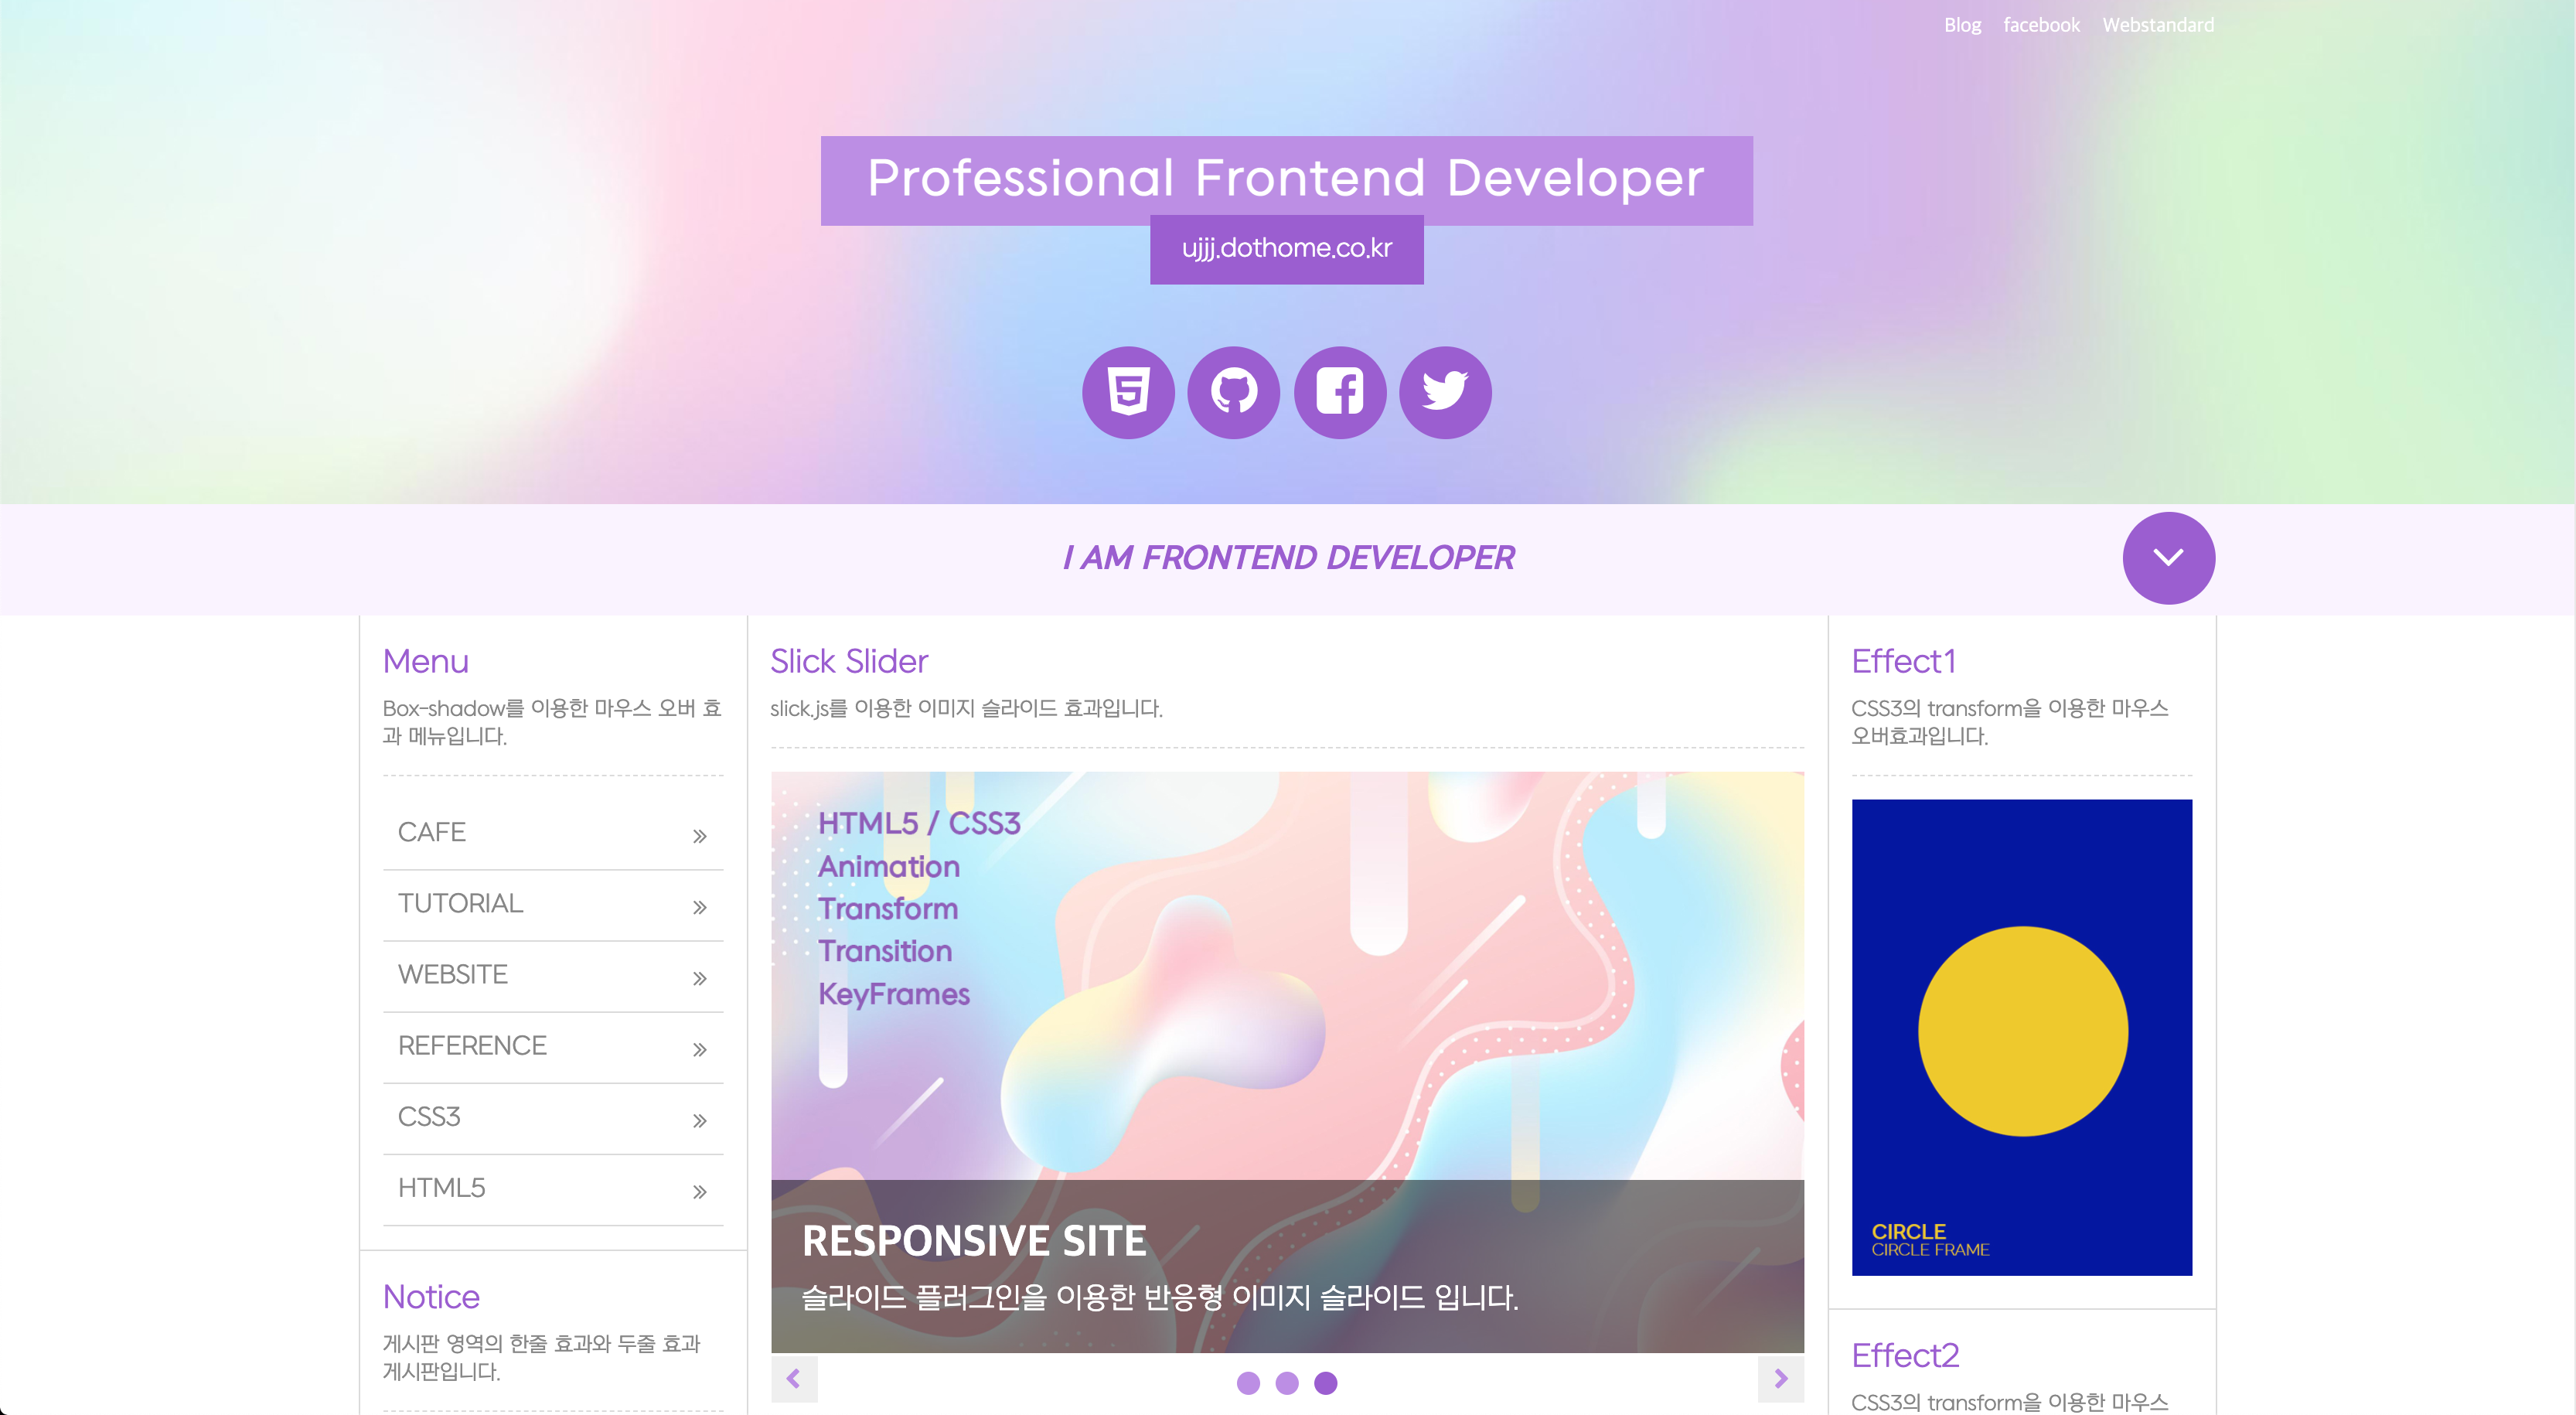 Blog facebook Webstandard
Professional Frontend Developer
ujjj.dothome.co.kr
I AM FRONTEND DEVELOPER
Menu
Box-shadow를 이용한 마우스 오버 효
과 메뉴입니다.
CAFE
TUTORIAL
WEBSITE
REFERENCE
CSS3
HTML5
Notice
게시판 영역의 한줄 효과와 두줄 효과
게시판입니다.
Slick Slider
slick.js를 이용한 이미지 슬라이드 효과입니다.
HTML5 / CSS3
Animation
Transform
Transition
KeyFrames
RESPONSIVE SITE
슬라이드 플러그인을 이용한 반응형 이미지 슬라이드 입니다.
Effect1
CSS3의 transform을 이용한 마우스
오버효과입니다.
CIRCLE
CIRCLE FRAME
Effect2
CSS3의 transform을 이용한 마우스